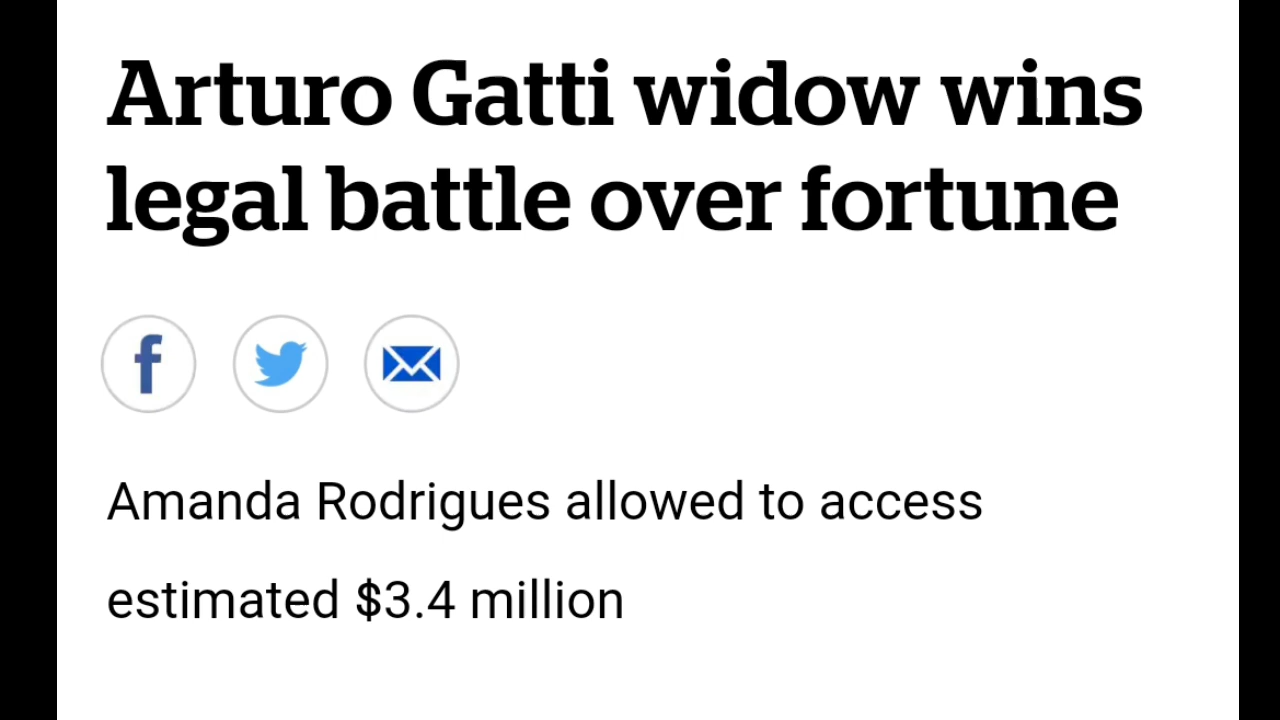 Arturo Gatti widow wins
legal battle over fortune
Amanda Rodrigues allowed to access
estimated $3.4 million